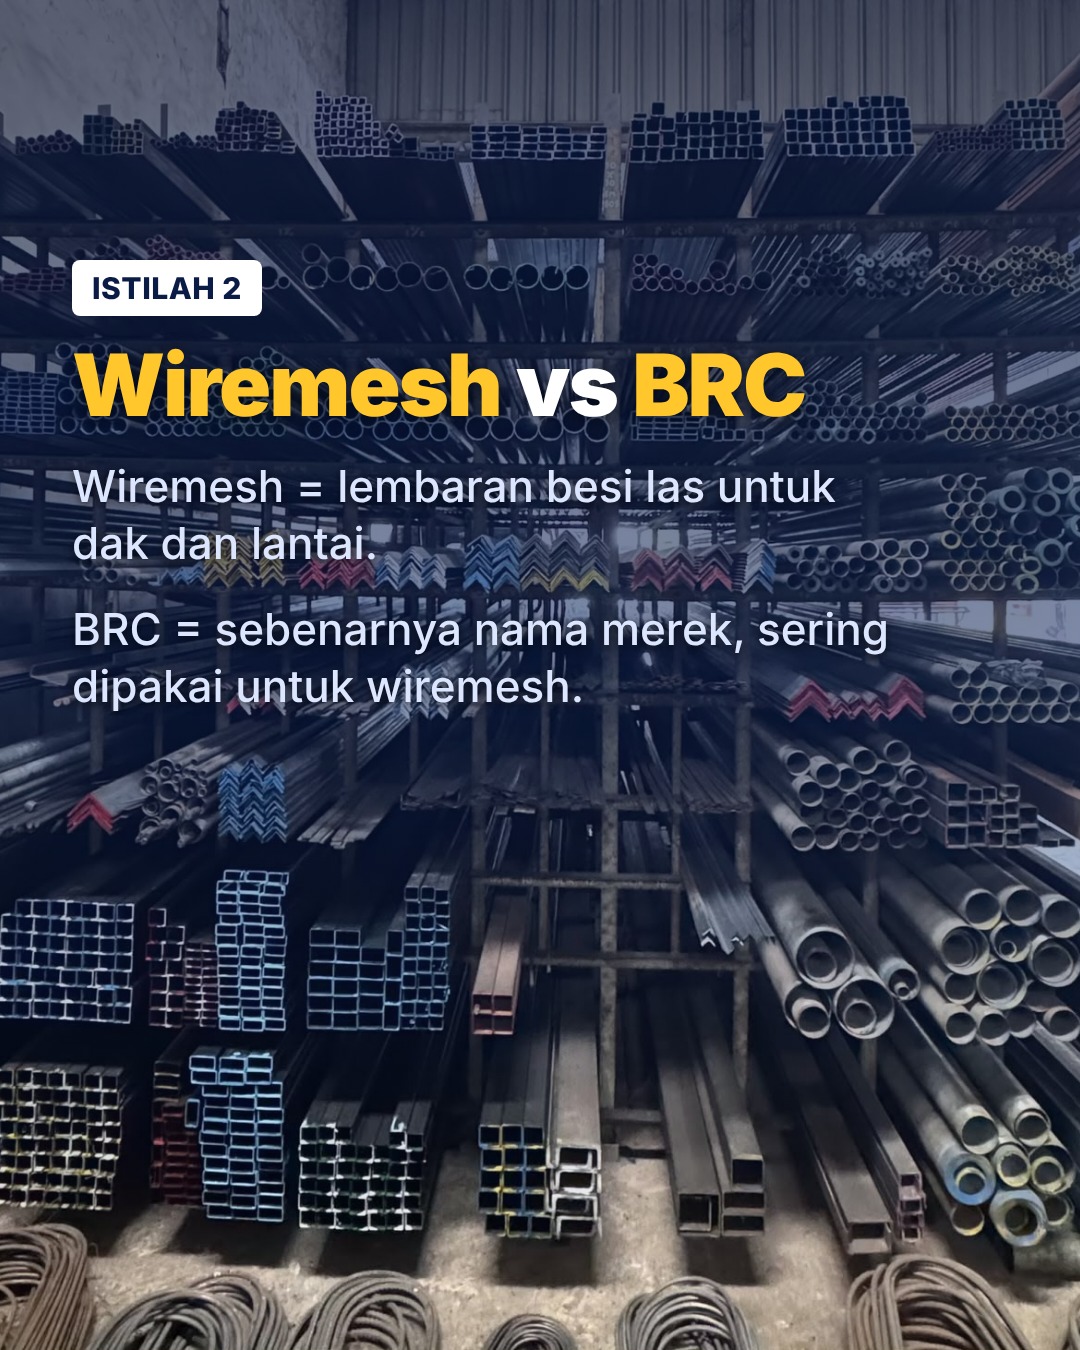 ISTILAH 2
Wiremesh vs BRC
Wiremesh = lembaran besi las untuk
dak dan lantai.
BRC = sebenarnya nama merek, sering
dipakai untuk wiremesh.